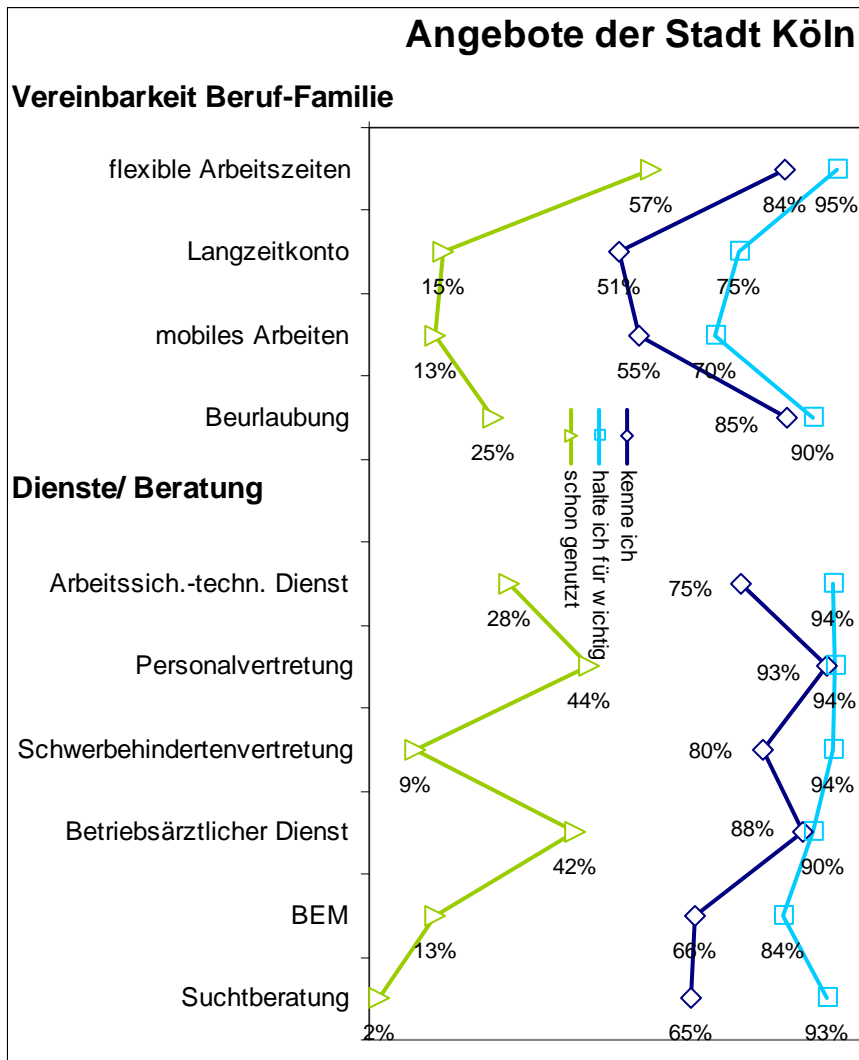 Angebote der Stadt Köln
Vereinbarkeit Beruf-Familie
flexible Arbeitszeiten
57% 84% 95%
Langzeitkonto
15% 51% 75%
mobiles Arbeiten
13% 55% 70%
Beurlaubung
25% 85% 90%
schon genutzt
halte ich für w ichtig
kenne ich
Dienste/ Beratung
Arbeitssich.-techn. Dienst
28% 75% 94%
Personalvertretung
44% 93% 94%
Schwerbehindertenvertretung
9% 80% 94%
Betriebsärztlicher Dienst
42% 88% 90%
BEM
13% 66% 84%
Suchtberatung
2% 65% 93%